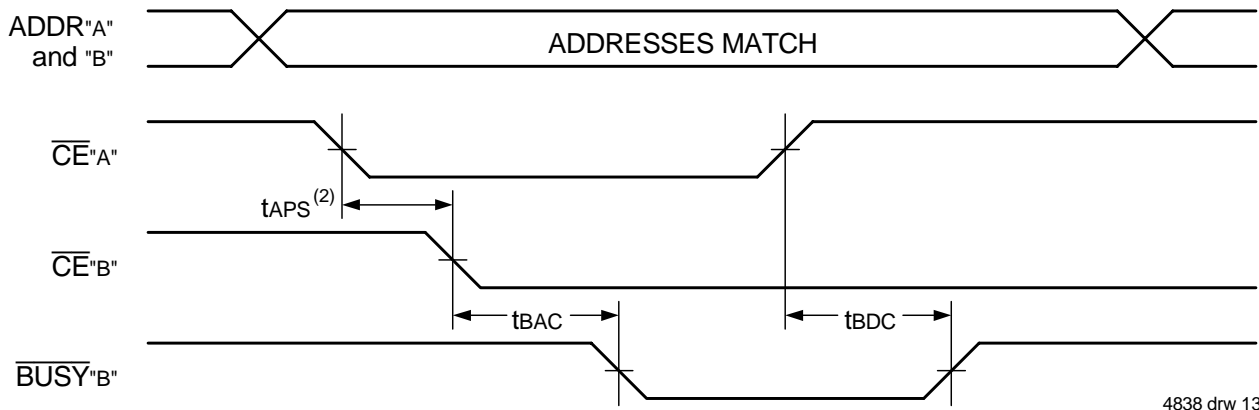 ADDR"A"
and "B"
ADDRESSES MATCH
CE"A"
tAPS (2)
CE"B"
tBAC
tBDC
BUSY"B"
4838 drw 13